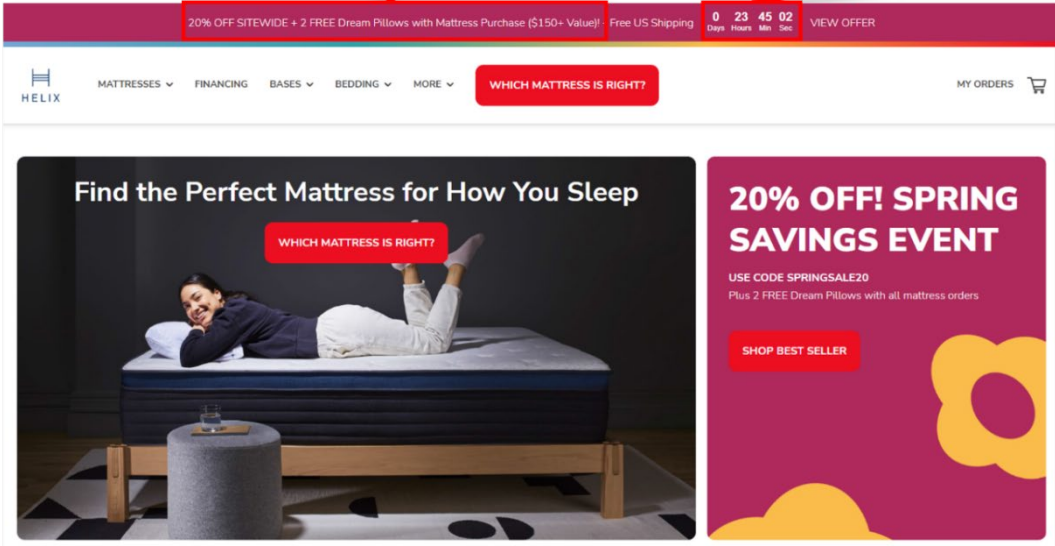 20% OFF SITEWIDE + 2 FREE Dream Pillows with Mattress Purchase ($150+ Value)! - Free US Shipping 0 23 45 02 VIEW OFFER
Days Hours Min Sec
HELIX
MATTRESSES FINANCING BASES BEDDING MORE WHICH MATTRESS IS RIGHT? MY ORDERS
Find the Perfect Mattress for How You Sleep
WHICH MATTRESS IS RIGHT?
20% OFF! SPRING
SAVINGS EVENT
USE CODE SPRINGSALE20
Plus 2 FREE Dream Pillows with all mattress orders
SHOP BEST SELLER